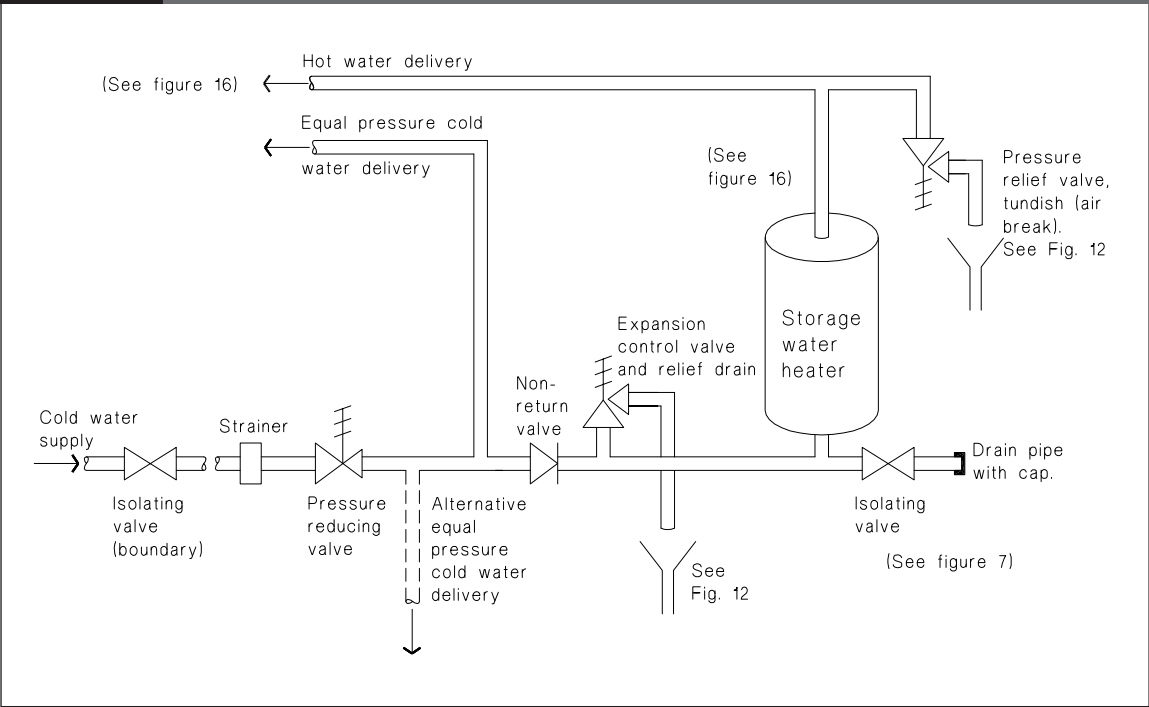 Hot water delivery
(See figure 16)
Equal pressure cold
water delivery
(See
figure 16)
Pressure
relief valve,
tundish (air
break).
See Fig. 12
Storage
water
heater
Expansion
control valve
and relief drain
Non-
return
valve
Cold water
supply
Strainer
Isolating
valve
(boundary)
Pressure
reducing
valve
Alternative
equal
pressure
cold water
delivery
See
Fig. 12
Drain pipe
with cap.
Isolating
valve
(See figure 7)